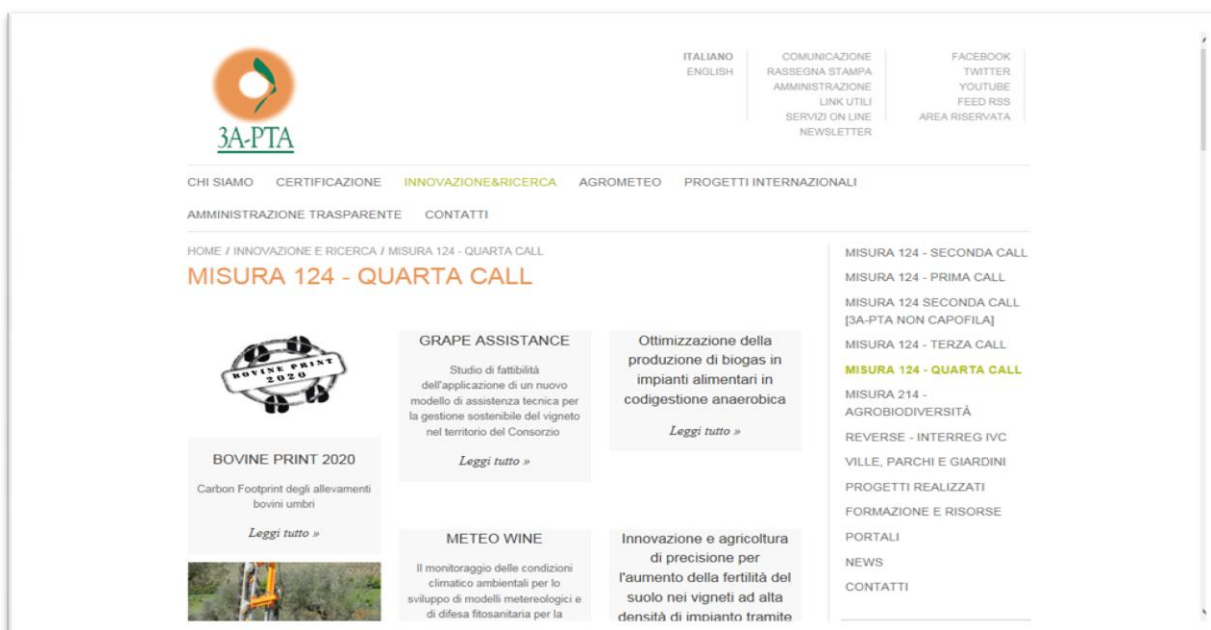 3A-PTA
ITALIANO
ENGLISH
COMUNICAZIONE
RASSEGNA STAMPA
AMMINISTRAZIONE
LINK UTILI
SERVIZI ON LINE
NEWSLETTER
FACEBOOK
TWITTER
YOUTUBE
FEED RSS
AREA RISERVATA
CHI SIAMO CERTIFICAZIONE INNOVAZIONE&RICERCA AGROMETEO PROGETTI INTERNAZIONALI
AMMINISTRAZIONE TRASPARENTE CONTATTI
HOME / INNOVAZIONE E RICERCA / MISURA 124 - QUARTA CALL
MISURA 124 - QUARTA CALL
BOVINE PRINT
2020
BOVINE PRINT 2020
Carbon Footprint degli allevamenti
bovini umbri
Leggi tutto »
GRAPE ASSISTANCE
Studio di fattibilità
dell'applicazione di un nuovo
modello di assistenza tecnica per
la gestione sostenibile del vigneto
nel territorio del Consorzio
Leggi tutto »
Ottimizzazione della
produzione di biogas in
impianti alimentari in
codigestione anaerobica
Leggi tutto »
METEO WINE
Il monitoraggio delle condizioni
climatico ambientali per lo
sviluppo di modelli metereologici e
di difesa fitosanitaria per la
Innovazione e agricoltura
di precisione per
l'aumento della fertilità del
suolo nei vigneti ad alta
densità di impianto tramite
MISURA 124 - SECONDA CALL
MISURA 124 - PRIMA CALL
MISURA 124 SECONDA CALL
[3A-PTA NON CAPOFILA]
MISURA 124 - TERZA CALL
MISURA 124 - QUARTA CALL
MISURA 214 -
AGROBIODIVERSITÀ
REVERSE - INTERREG IVC
VILLE, PARCHI E GIARDINI
PROGETTI REALIZZATI
FORMAZIONE E RISORSE
PORTALI
NEWS
CONTATTI